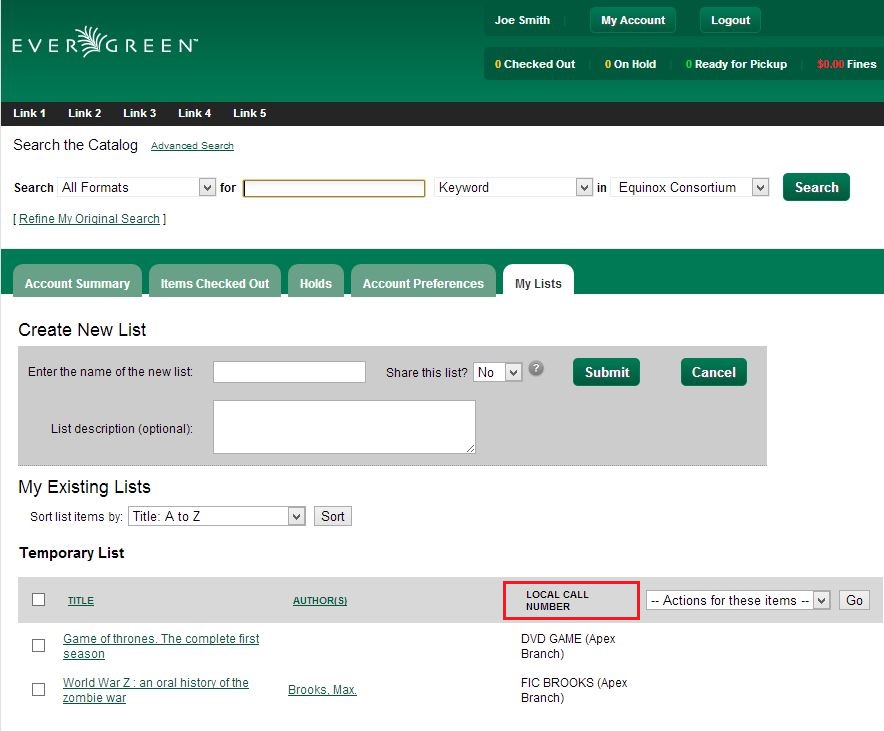 Joe Smith My Account Logout
EVERGREEN™
0 Checked Out 0 On Hold 0 Ready for Pickup $0.00 Fines
Link 1 Link 2 Link 3 Link 4 Link 5
Search the Catalog Advanced Search
Search All Formats for Keyword in Equinox Consortium Search
[ Refine My Original Search ]
Account Summary Items Checked Out Holds Account Preferences My Lists
Create New List
Enter the name of the new list: Share this list? No ? Submit Cancel
List description (optional):
My Existing Lists
Sort list items by: Title: A to Z Sort
Temporary List
TITLE AUTHOR(S) LOCAL CALL
NUMBER
-- Actions for these items -- Go
Game of thrones. The complete first
season
DVD GAME (Apex
Branch)
World War Z : an oral history of the
zombie war
Brooks, Max.
FIC BROOKS (Apex
Branch)